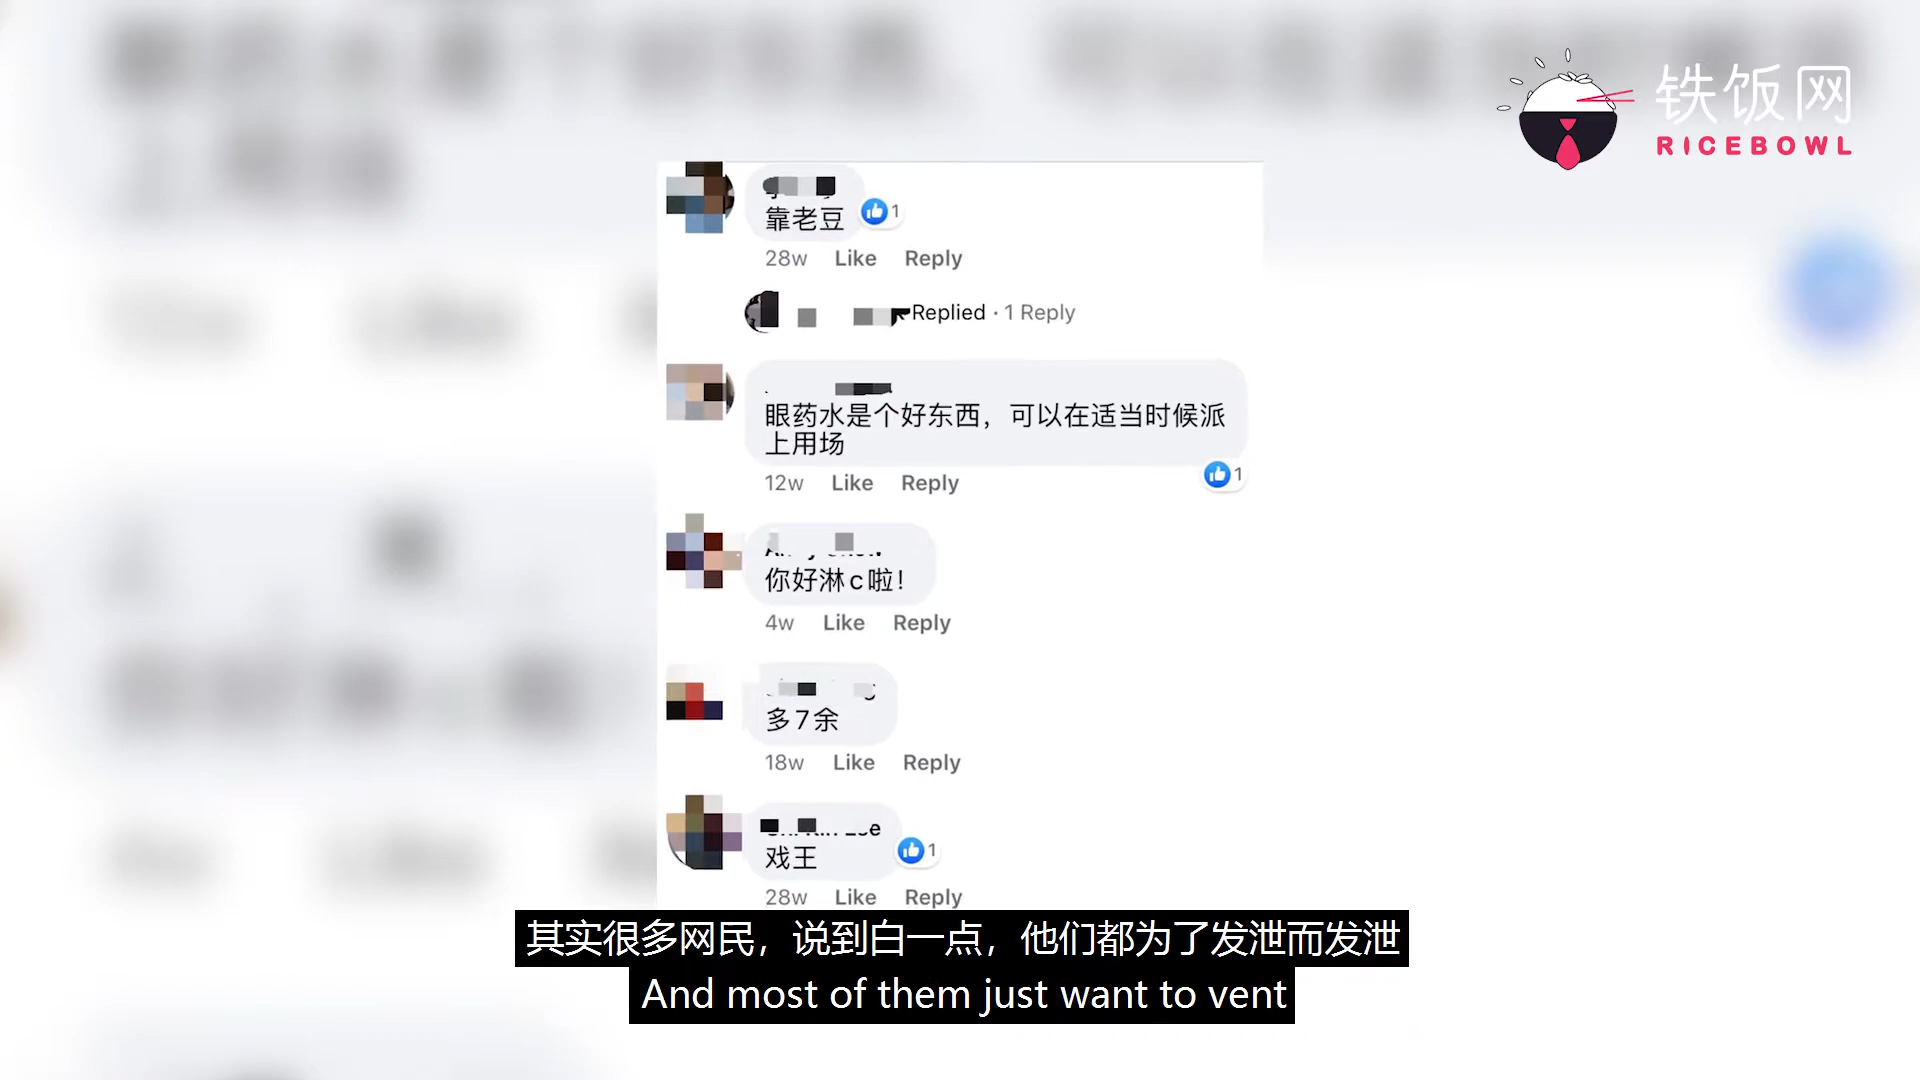 铁饭网
RICEBOWL
靠老豆
1
28w Like Reply
Replied · 1 Reply
眼药水是个好东西，可以在适当时候派
上用场
1
12w Like Reply
你好淋c啦！
4w Like Reply
多7余
18w Like Reply
戏王
1
28w Like Reply
其实很多网民，说到白一点，他们都为了发泄而发泄
And most of them just want to vent